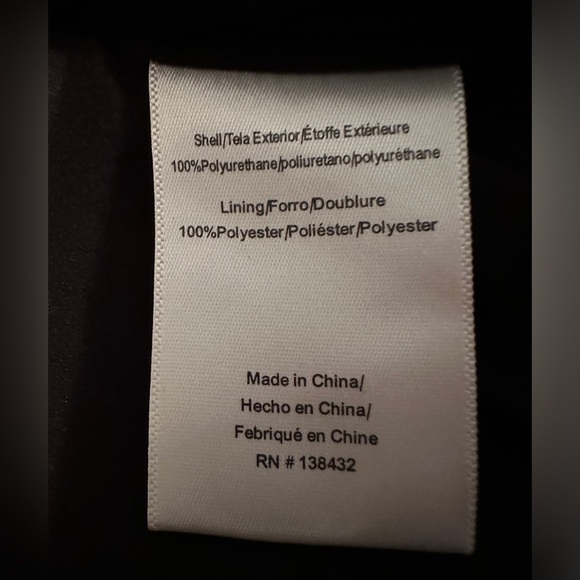 Shell/Tela Exterior/Étoffe Extérieure
100%Polyurethane/poliuretano/polyuréthane
Lining/Forro/Doublure
100%Polyester/Poliéster/Polyester
Made in China/
Hecho en China/
Febriqué en Chine
RN # 138432